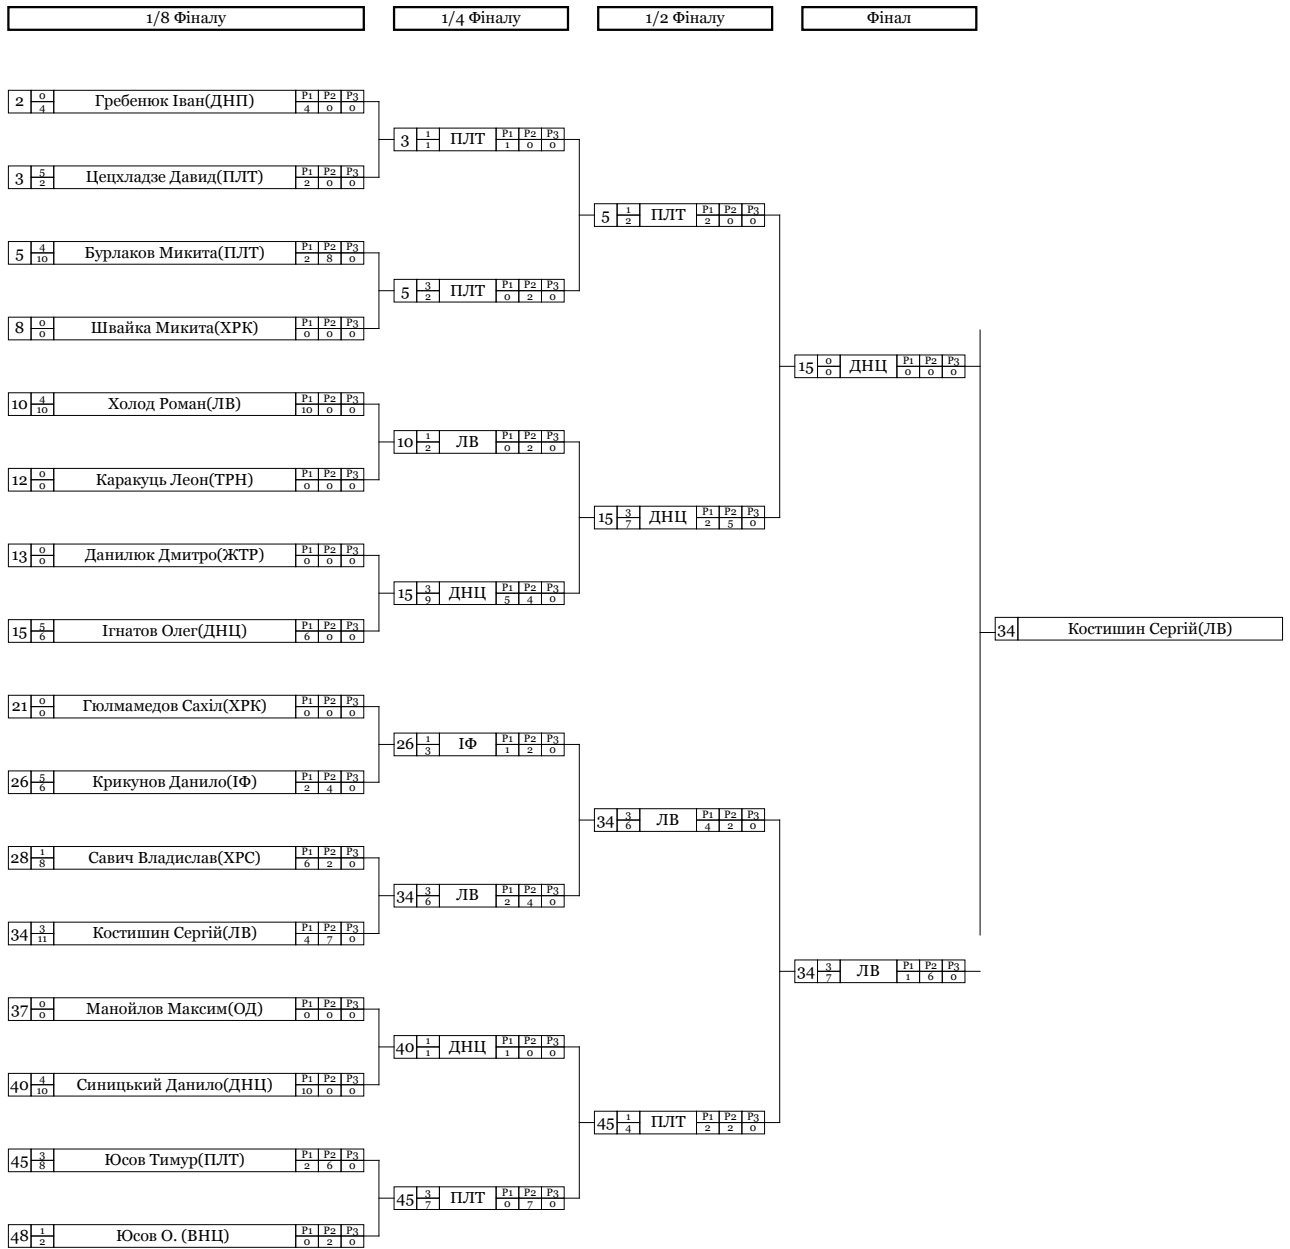 1/8 Фіналу 1/4 Фіналу 1/2 Фіналу Фінал
2 0 4 Гребенюк Іван(ДНП) P1 P2 P3 4 0 0
3 1 1 ПЛТ P1 P2 P3 1 0 0
3 5 2 Цецхладзе Давид(ПЛТ) P1 P2 P3 2 0 0
5 1 2 ПЛТ P1 P2 P3 2 0 0
5 4 10 Бурлаков Микита(ПЛТ) P1 P2 P3 2 8 0
5 3 2 ПЛТ P1 P2 P3 0 2 0
8 0 0 Швайка Микита(ХРК) P1 P2 P3 0 0 0
15 0 0 ДНЦ P1 P2 P3 0 0 0
10 4 10 Холод Роман(ЛВ) P1 P2 P3 10 0 0
10 1 2 ЛВ P1 P2 P3 0 2 0
12 0 0 Каракуць Леон(ТРН) P1 P2 P3 0 0 0
15 3 7 ДНЦ P1 P2 P3 2 5 0
13 0 0 Данилюк Дмитро(ЖТР) P1 P2 P3 0 0 0
15 3 9 ДНЦ P1 P2 P3 5 4 0
15 5 6 Ігнатов Олег(ДНЦ) P1 P2 P3 6 0 0
34 Костишин Сергій(ЛВ)
21 0 0 Гюлмамедов Сахіл(ХРК) P1 P2 P3 0 0 0
26 1 3 ІФ P1 P2 P3 1 2 0
26 5 6 Крикунов Данило(ІФ) P1 P2 P3 2 4 0
34 3 6 ЛВ P1 P2 P3 4 2 0
28 1 8 Савич Владислав(ХРС) P1 P2 P3 6 2 0
34 3 6 ЛВ P1 P2 P3 2 4 0
34 3 11 Костишин Сергій(ЛВ) P1 P2 P3 4 7 0
34 3 7 ЛВ P1 P2 P3 1 6 0
37 0 0 Манойлов Максим(ОД) P1 P2 P3 0 0 0
40 1 1 ДНЦ P1 P2 P3 1 0 0
40 4 10 Синицький Данило(ДНЦ) P1 P2 P3 10 0 0
45 1 4 ПЛТ P1 P2 P3 2 2 0
45 3 8 Юсов Тимур(ПЛТ) P1 P2 P3 2 6 0
45 3 7 ПЛТ P1 P2 P3 0 7 0
48 1 2 Юсов О. (ВНЦ) P1 P2 P3 0 2 0